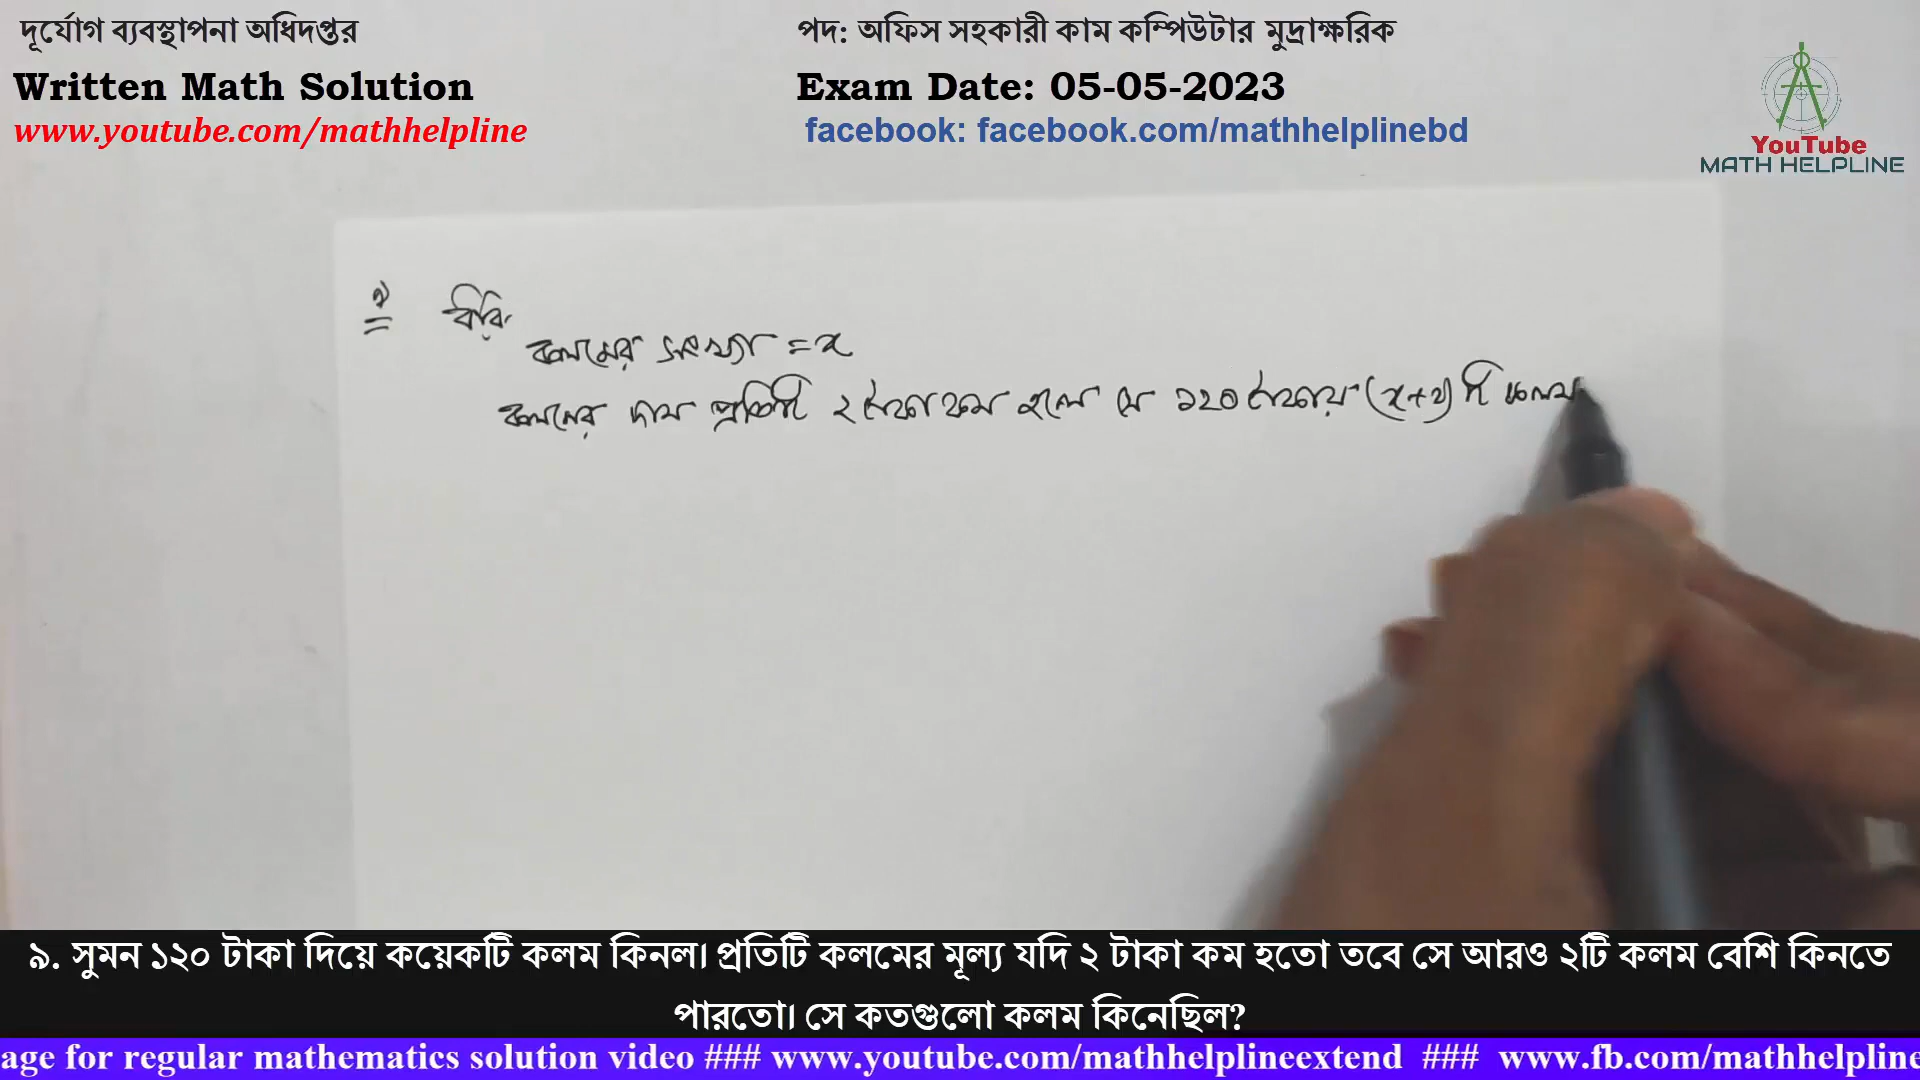 দূর্যোগ ব্যবস্থাপনা অধিদপ্তর
পদ: অফিস সহকারী কাম কম্পিউটার মুদ্রাক্ষরিক
Written Math Solution
Exam Date: 05-05-2023
www.youtube.com/mathhelpline
facebook: facebook.com/mathhelplinebd
YouTube
MATH HELPLINE
৯ ধরি,
কলমের সংখ্যা = x
কলমের দাম প্রতিটি ২ টাকা কম হলে সে ১২০ টাকায় (x+২) টি কলম
৯. সুমন ১২০ টাকা দিয়ে কয়েকটি কলম কিনল। প্রতিটি কলমের মূল্য যদি ২ টাকা কম হতো তবে সে আরও ২টি কলম বেশি কিনতে
পারতো। সে কতগুলো কলম কিনেছিল?
age for regular mathematics solution video ### www.youtube.com/mathhelplineextend ### www.fb.com/mathhelpline